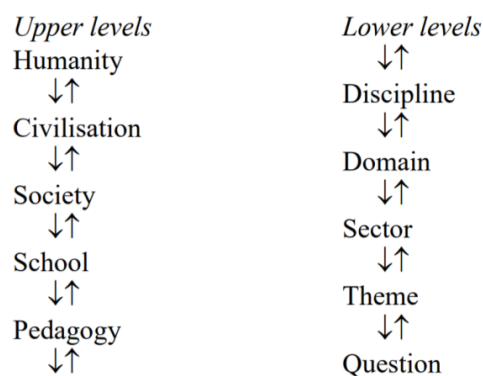 Upper levels
Humanity
↓↑
Civilisation
↓↑
Society
↓↑
School
↓↑
Pedagogy
↓↑
Lower levels
↓↑
Discipline
↓↑
Domain
↓↑
Sector
↓↑
Theme
↓↑
Question